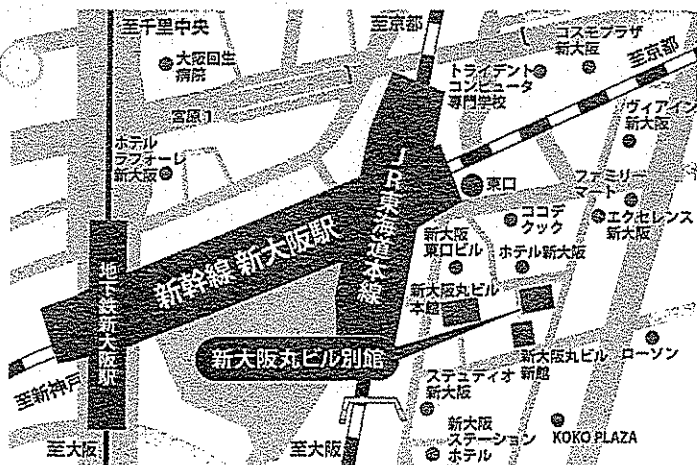 至千里中央
大阪回生
病院
宮原1
ホテル
ラフォーレ
新大阪
至京都
コスモプラザ
新大阪
トライデント
コンピュータ
専門学校
至京都
ヴィアイン
新大阪
JR東海道本線
東口
ファミリー
マート
ココデ
クック
エクセレンス
新大阪
新大阪
東口ビル
ホテル新大阪
新幹線 新大阪駅
地下鉄新大阪駅
新大阪丸ビル
本館
新大阪丸ビル別館
新大阪丸ビル
新館
ローソン
至新神戸
ステュディオ
新大阪
新大阪
ステーション
ホテル
KOKO PLAZA
至大阪
至大阪